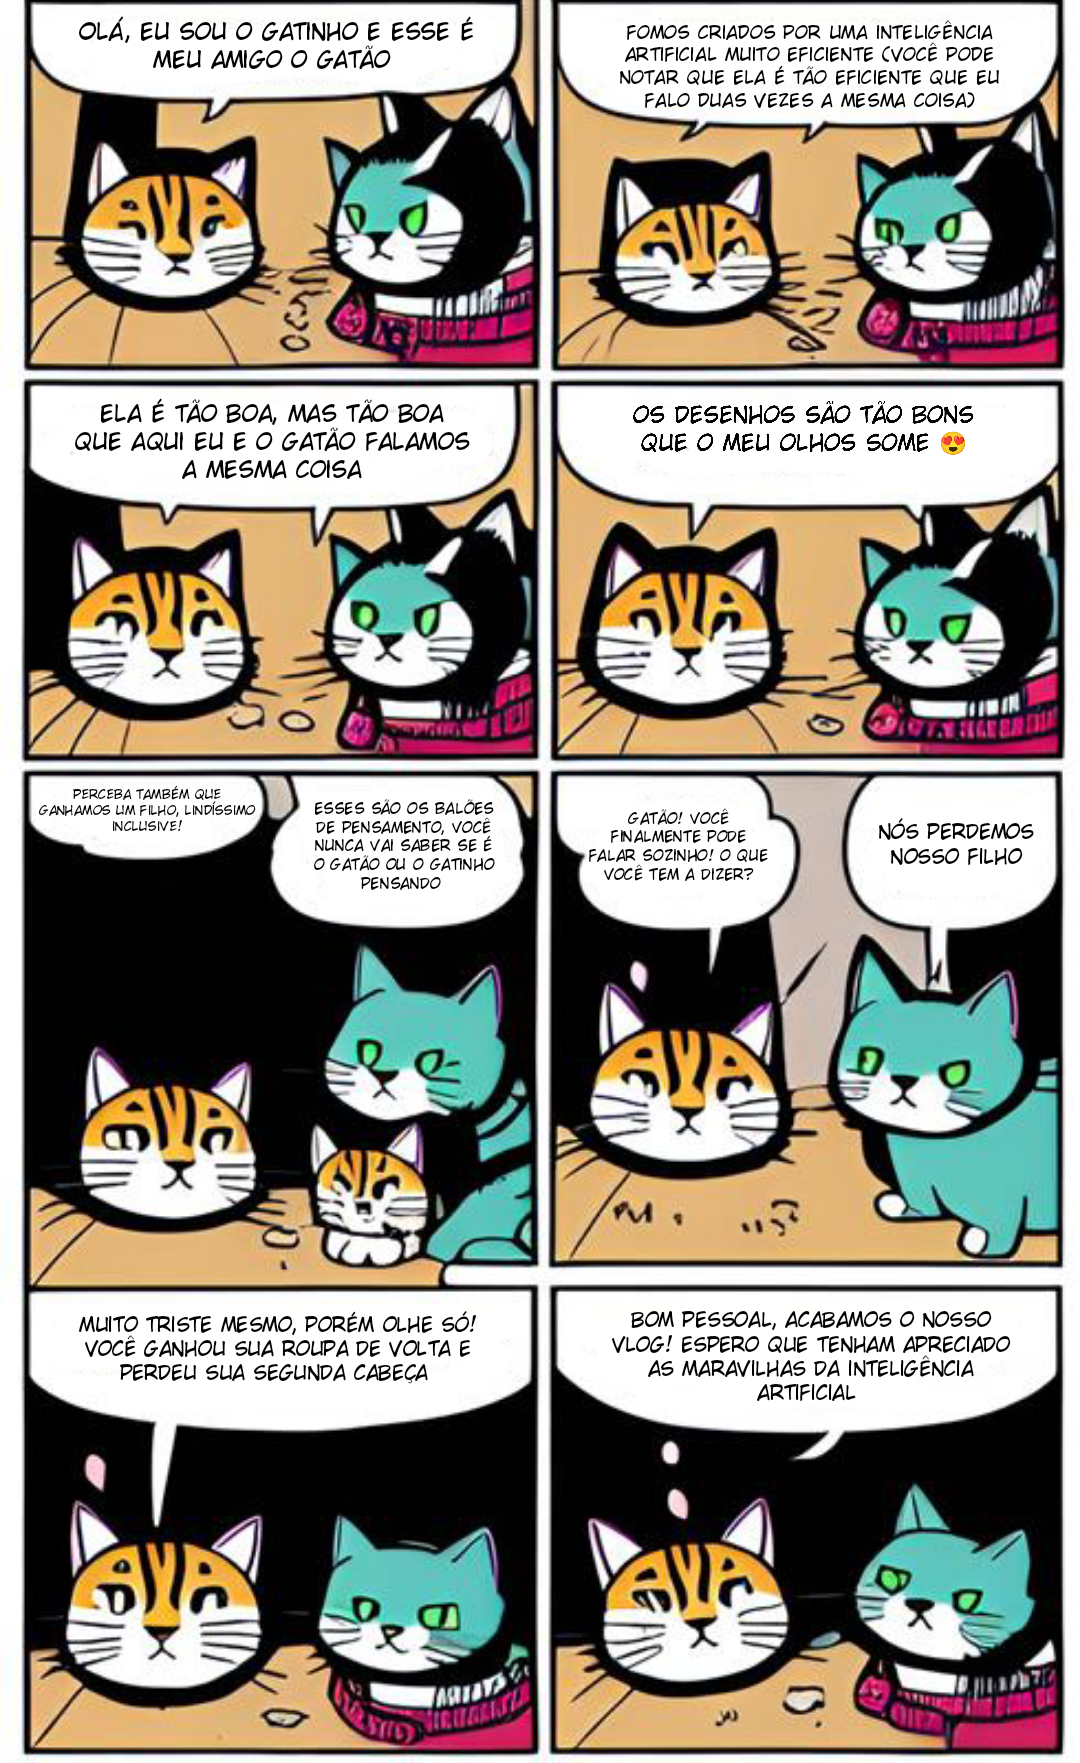 OLÁ, EU SOU O GATINHO E ESSE É
MEU AMIGO O GATÃO
FOMOS CRIADOS POR UMA INTELIGÊNCIA
ARTIFICIAL MUITO EFICIENTE (VOCÊ PODE
NOTAR QUE ELA É TÃO EFICIENTE QUE EU
FALO DUAS VEZES A MESMA COISA)
ELA É TÃO BOA, MAS TÃO BOA
QUE AQUI EU E O GATÃO FALAMOS
A MESMA COISA
OS DESENHOS SÃO TÃO BONS
QUE O MEU OLHOS SOME 😍
PERCEBA TAMBÉM QUE
GANHAMOS UM FILHO, LINDÍSSIMO
INCLUSIVE!
ESSES SÃO OS BALÕES
DE PENSAMENTO, VOCÊ
NUNCA VAI SABER SE É
O GATÃO OU O GATINHO
PENSANDO
GATÃO! VOCÊ
FINALMENTE PODE
FALAR SOZINHO! O QUE
VOCÊ TEM A DIZER?
NÓS PERDEMOS
NOSSO FILHO
MUITO TRISTE MESMO, PORÉM OLHE SÓ!
VOCÊ GANHOU SUA ROUPA DE VOLTA E
PERDEU SUA SEGUNDA CABEÇA
BOM PESSOAL, ACABAMOS O NOSSO
VLOG! ESPERO QUE TENHAM APRECIADO
AS MARAVILHAS DA INTELIGÊNCIA
ARTIFICIAL